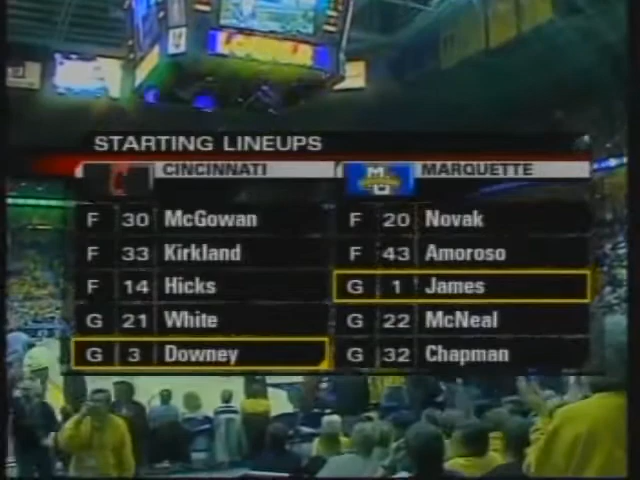 STARTING LINEUPS
CINCINNATI MARQUETTE
F 30 McGowan F 20 Novak
F 33 Kirkland F 43 Amoroso
F 14 Hicks G 1 James
G 21 White G 22 McNeal
G 3 Downey G 32 Chapman